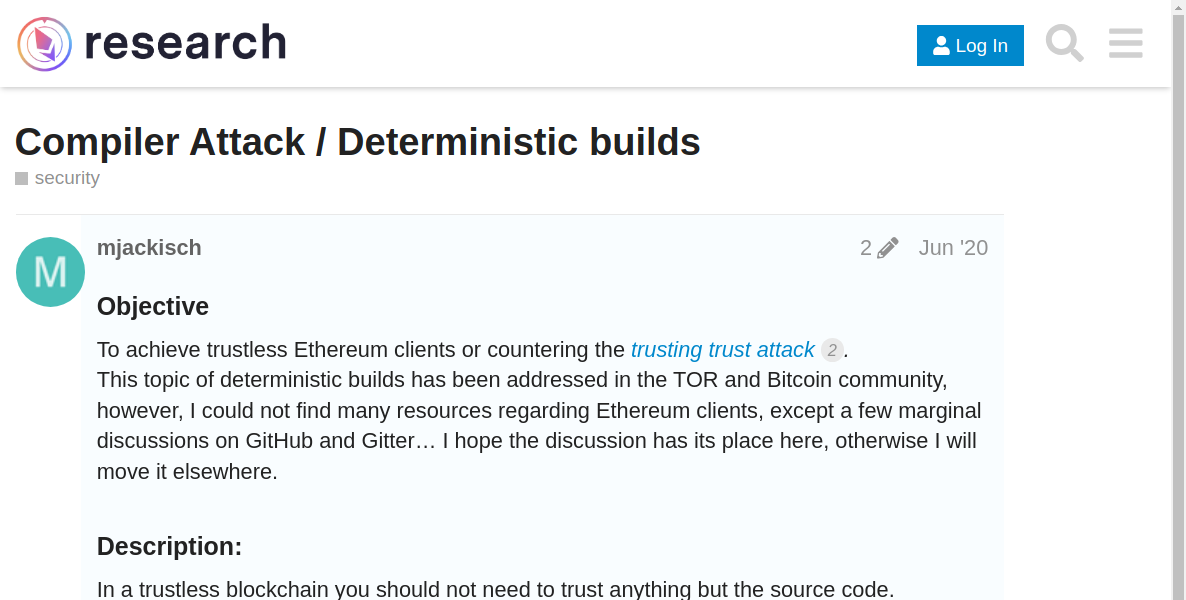 research
Log In
Compiler Attack / Deterministic builds
security
M
mjackisch
2
Jun '20
Objective
To achieve trustless Ethereum clients or countering the trusting trust attack 2.
This topic of deterministic builds has been addressed in the TOR and Bitcoin community,
however, I could not find many resources regarding Ethereum clients, except a few marginal
discussions on GitHub and Gitter… I hope the discussion has its place here, otherwise I will
move it elsewhere.
Description:
In a trustless blockchain you should not need to trust anything but the source code.